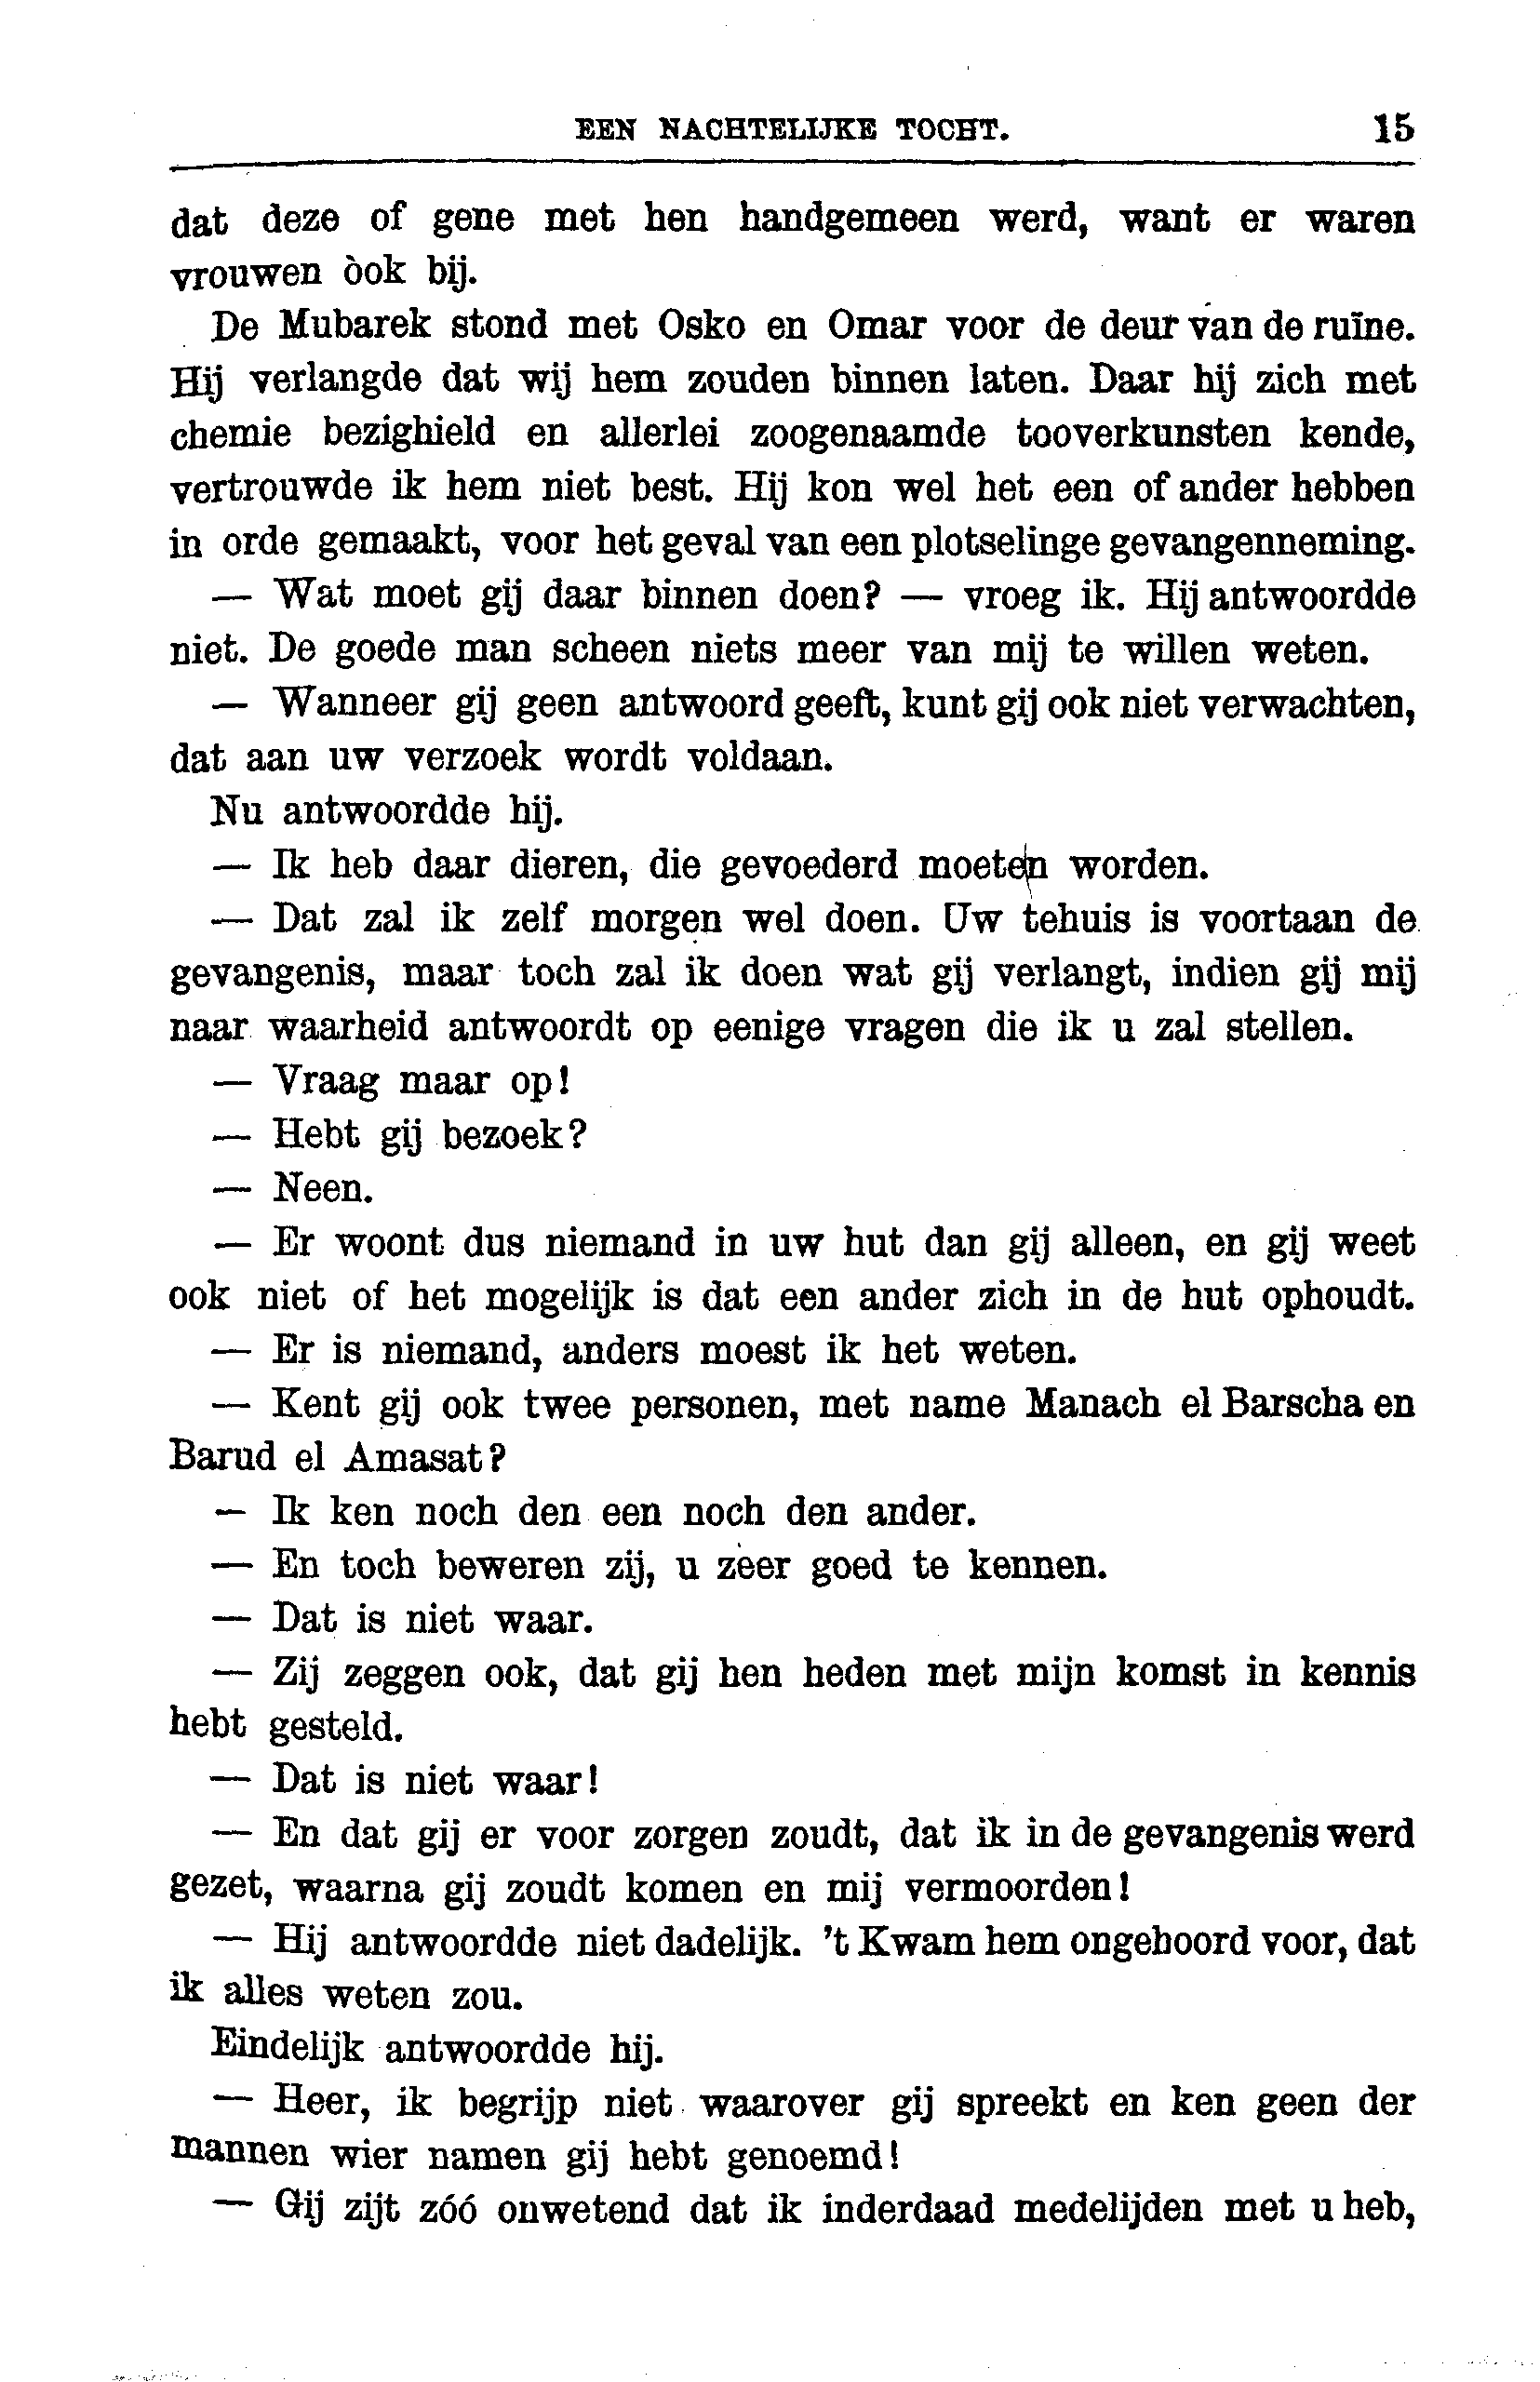 EEN NACHTELIJKE TOCHT. 15
dat deze of gene met hen handgemeen werd, want er waren
vrouwen òok bij.
De Mubarek stond met Osko en Omar voor de deur van de ruïne.
Hij verlangde dat wij hem zouden binnen laten. Daar hij zich met
chemie bezighield en allerlei zoogenaamde tooverkunsten kende,
vertrouwde ik hem niet best. Hij kon wel het een of ander hebben
in orde gemaakt, voor het geval van een plotselinge gevangenneming.
— Wat moet gij daar binnen doen? — vroeg ik. Hij antwoordde
niet. De goede man scheen niets meer van mij te willen weten.
— Wanneer gij geen antwoord geeft, kunt gij ook niet verwachten,
dat aan uw verzoek wordt voldaan.
Nu antwoordde hij.
— Ik heb daar dieren, die gevoederd moeten worden.
— Dat zal ik zelf morgen wel doen. Uw tehuis is voortaan de
gevangenis, maar toch zal ik doen wat gij verlangt, indien gij mij
naar waarheid antwoordt op eenige vragen die ik u zal stellen.
— Vraag maar op!
— Hebt gij bezoek?
— Neen.
— Er woont dus niemand in uw hut dan gij alleen, en gij weet
ook niet of het mogelijk is dat een ander zich in de hut ophoudt.
— Er is niemand, anders moest ik het weten.
— Kent gij ook twee personen, met name Manach el Barscha en
Barud el Amasat?
— Ik ken noch den een noch den ander.
— En toch beweren zij, u zeer goed te kennen.
— Dat is niet waar.
— Zij zeggen ook, dat gij hen heden met mijn komst in kennis
hebt gesteld.
— Dat is niet waar!
— En dat gij er voor zorgen zoudt, dat ik in de gevangenis werd
gezet, waarna gij zoudt komen en mij vermoorden!
— Hij antwoordde niet dadelijk. 't Kwam hem ongehoord voor, dat
ik alles weten zou.
Eindelijk antwoordde hij.
— Heer, ik begrijp niet waarover gij spreekt en ken geen der
mannen wier namen gij hebt genoemd!
— Gij zijt zóó onwetend dat ik inderdaad medelijden met u heb,